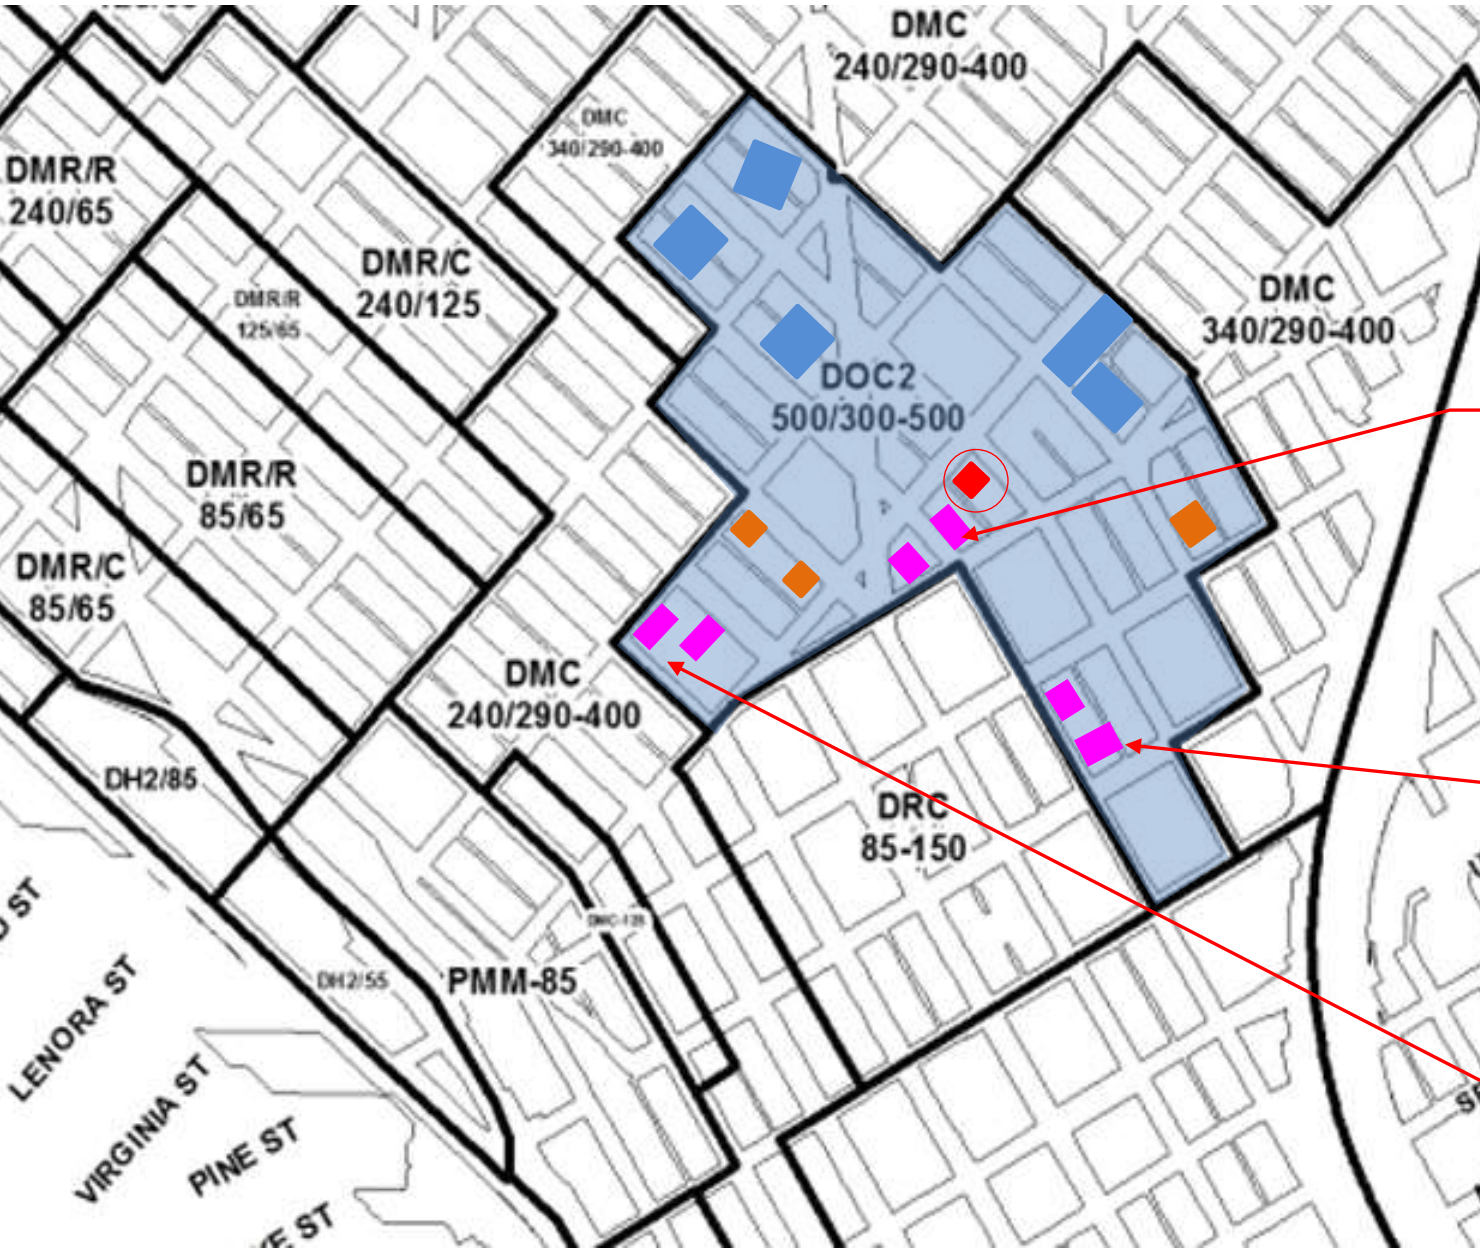 DMC
240/290-400
DMC
340/290-400
DMR/R
240/65
DMR/C
240/125
DMR/R
125/65
DMC
340/290-400
DOC2
500/300-500
DMR/R
85/65
DMR/C
85/65
DMC
240/290-400
DH2/85
DRC
85-150
DH2/55
PMM-85
LENORA ST
VIRGINIA ST
PINE ST
ST